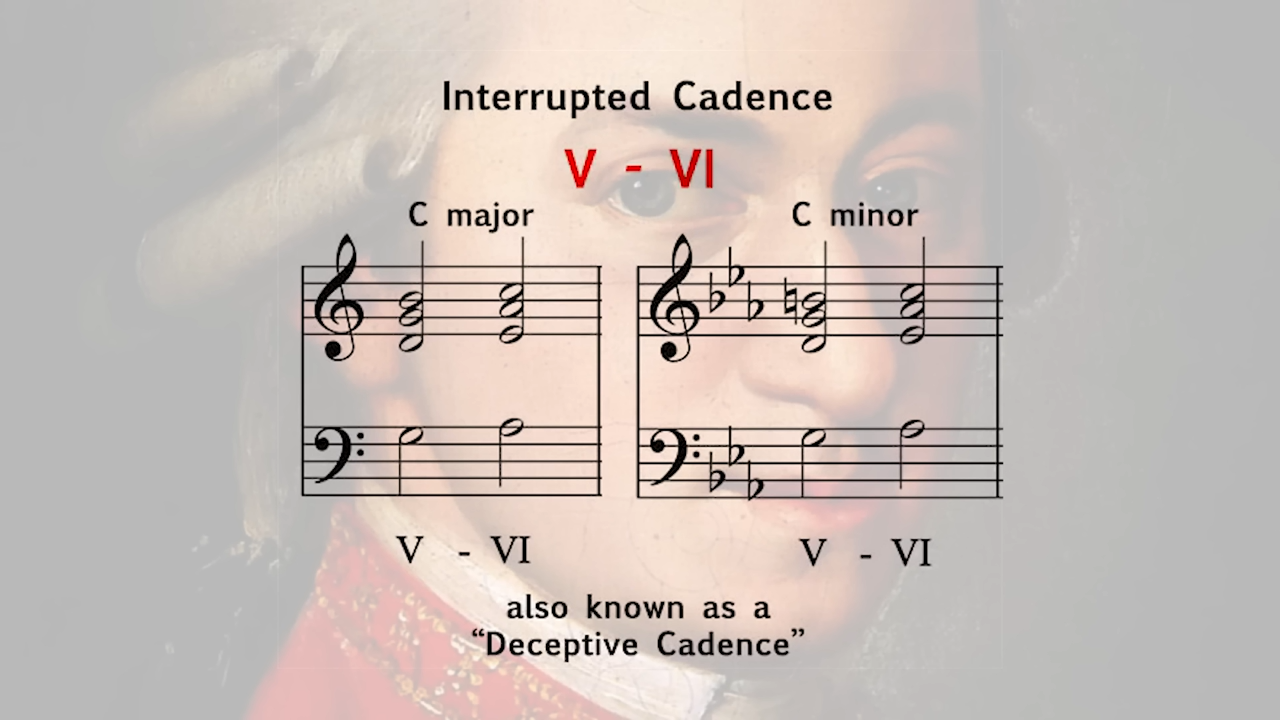 Interrupted Cadence
V - VI
C major C minor
V - VI V - VI
also known as a
“Deceptive Cadence”